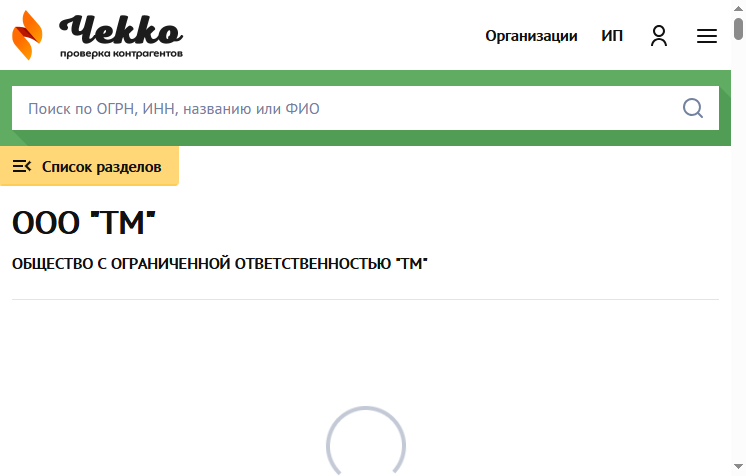 Чекко
проверка контрагентов
Организации
ИП
Поиск по ОГРН, ИНН, названию или ФИО
Список разделов
ООО "ТМ"
ОБЩЕСТВО С ОГРАНИЧЕННОЙ ОТВЕТСТВЕННОСТЬЮ "ТМ"